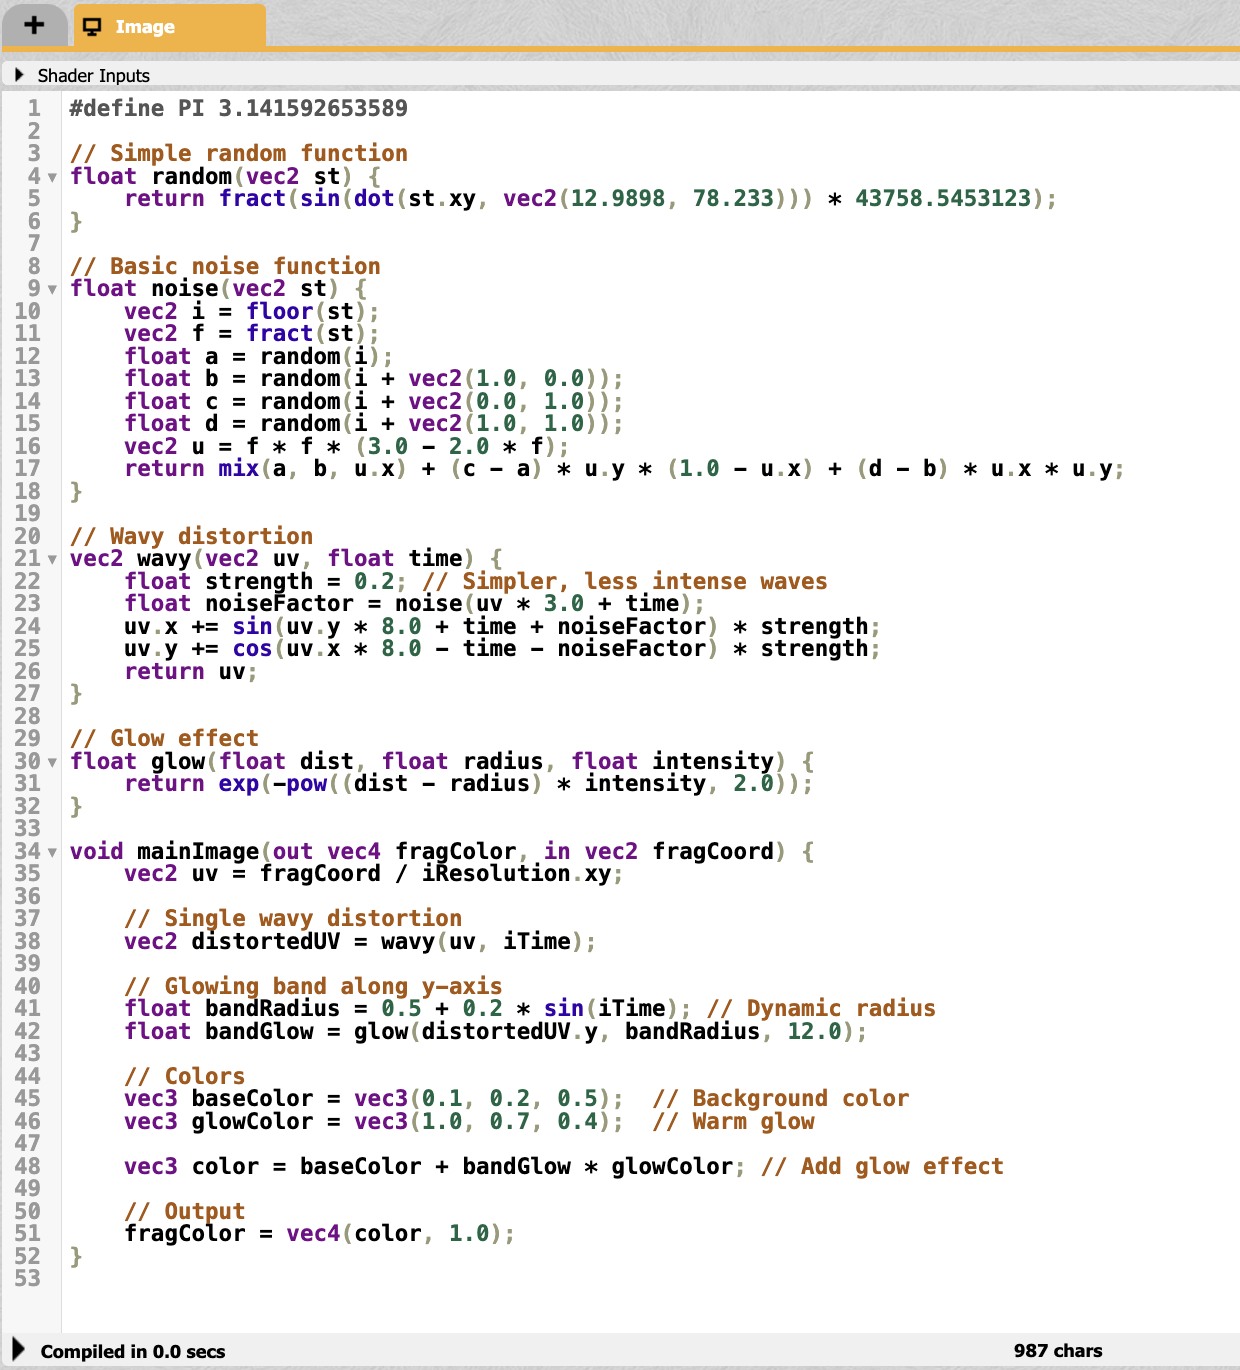 + Image
Shader Inputs
1 #define PI 3.141592653589
2
3 // Simple random function
4 float random(vec2 st) {
5     return fract(sin(dot(st.xy, vec2(12.9898, 78.233))) * 43758.5453123);
6 }
7
8 // Basic noise function
9 float noise(vec2 st) {
10     vec2 i = floor(st);
11     vec2 f = fract(st);
12     float a = random(i);
13     float b = random(i + vec2(1.0, 0.0));
14     float c = random(i + vec2(0.0, 1.0));
15     float d = random(i + vec2(1.0, 1.0));
16     vec2 u = f * f * (3.0 - 2.0 * f);
17     return mix(a, b, u.x) + (c - a) * u.y * (1.0 - u.x) + (d - b) * u.x * u.y;
18 }
19
20 // Wavy distortion
21 vec2 wavy(vec2 uv, float time) {
22     float strength = 0.2; // Simpler, less intense waves
23     float noiseFactor = noise(uv * 3.0 + time);
24     uv.x += sin(uv.y * 8.0 + time + noiseFactor) * strength;
25     uv.y += cos(uv.x * 8.0 - time - noiseFactor) * strength;
26     return uv;
27 }
28
29 // Glow effect
30 float glow(float dist, float radius, float intensity) {
31     return exp(-pow((dist - radius) * intensity, 2.0));
32 }
33
34 void mainImage(out vec4 fragColor, in vec2 fragCoord) {
35     vec2 uv = fragCoord / iResolution.xy;
36
37     // Single wavy distortion
38     vec2 distortedUV = wavy(uv, iTime);
39
40     // Glowing band along y-axis
41     float bandRadius = 0.5 + 0.2 * sin(iTime); // Dynamic radius
42     float bandGlow = glow(distortedUV.y, bandRadius, 12.0);
43
44     // Colors
45     vec3 baseColor = vec3(0.1, 0.2, 0.5);  // Background color
46     vec3 glowColor = vec3(1.0, 0.7, 0.4);  // Warm glow
47
48     vec3 color = baseColor + bandGlow * glowColor; // Add glow effect
49
50     // Output
51     fragColor = vec4(color, 1.0);
52 }
53
Compiled in 0.0 secs 987 chars